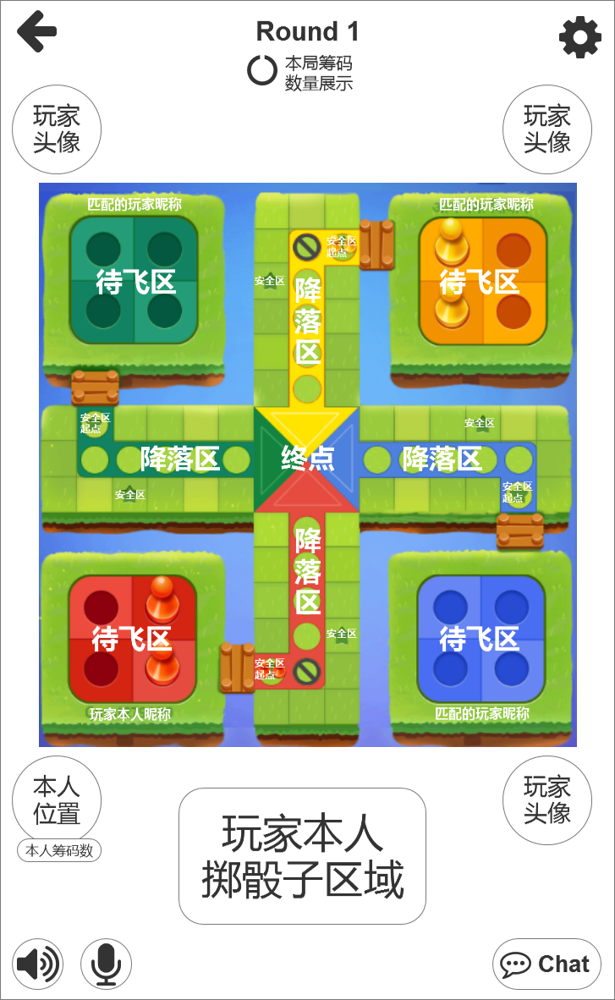 Round 1
本局筹码
数量展示
玩家
头像
玩家
头像
匹配的玩家昵称
匹配的玩家昵称
安全区
起点
安全区
待飞区
降
落
区
待飞区
安全区
起点
安全区
降落区
终点
降落区
安全区
安全区
起点
降
落
区
待飞区
安全区
待飞区
安全区
起点
玩家本人昵称
匹配的玩家昵称
本人
位置
本人筹码数
玩家本人
掷骰子区域
玩家
头像
Chat